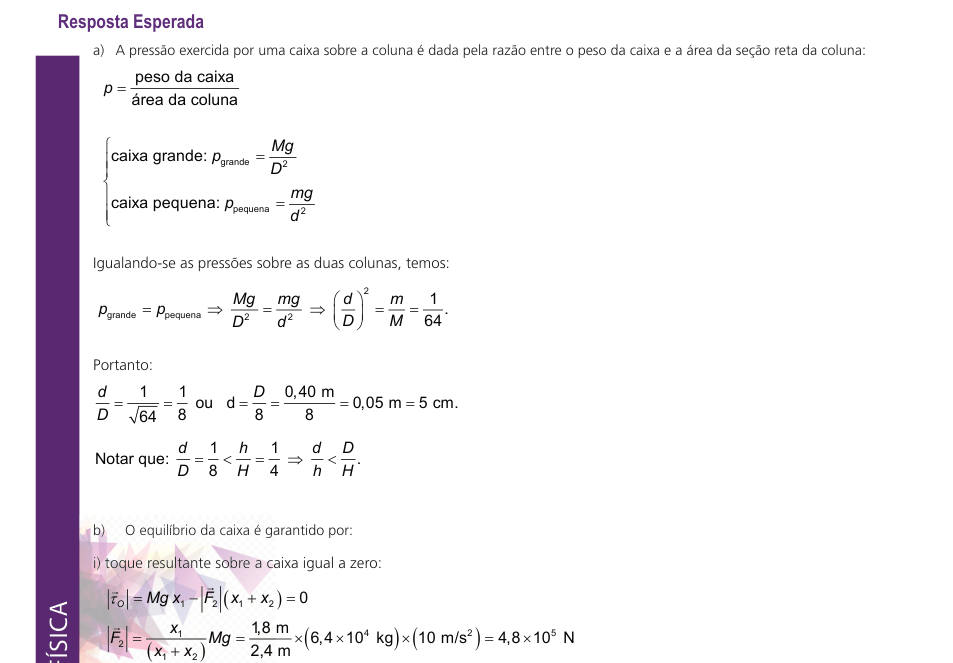 Resposta Esperada
a) A pressão exercida por uma caixa sobre a coluna é dada pela razão entre o peso da caixa e a área da seção reta da coluna:
p = peso da caixa / área da coluna
caixa grande: p_grande = Mg / D²
caixa pequena: p_pequena = mg / d²
Igualando-se as pressões sobre as duas colunas, temos:
p_grande = p_pequena ⇒ Mg / D² = mg / d² ⇒ (d / D)² = m / M = 1 / 64.
Portanto:
d / D = 1 / √64 = 1 / 8 ou d = D / 8 = 0,40 m / 8 = 0,05 m = 5 cm.
Notar que: d / D = 1 / 8 < h / H = 1 / 4 ⇒ d / h < D / H.
b) O equilíbrio da caixa é garantido por:
i) toque resultante sobre a caixa igual a zero:
|τ⃗_O| = Mg x₁ − |F⃗₂|(x₁ + x₂) = 0
|F⃗₂| = x₁ / (x₁ + x₂) Mg = 1,8 m / 2,4 m × (6,4 × 10⁴ kg) × (10 m/s²) = 4,8 × 10⁵ N
FÍSICA